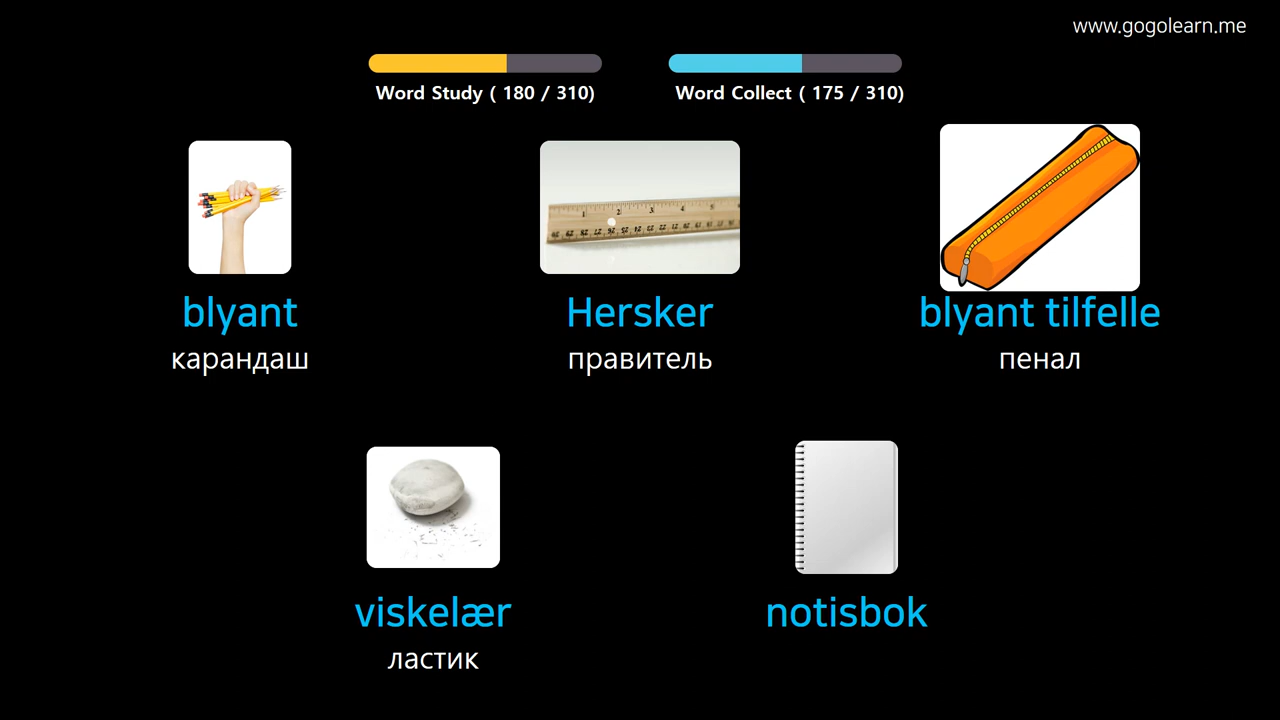 www.gogolearn.me
Word Study ( 180 / 310)
Word Collect ( 175 / 310)
blyant
карандаш
Hersker
правитель
blyant tilfelle
пенал
viskelær
ластик
notisbok